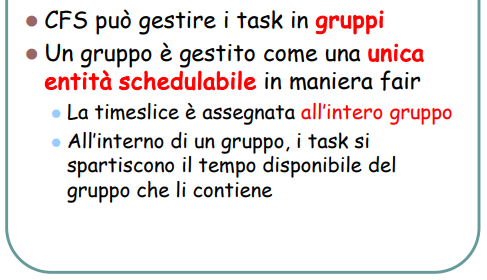 CFS può gestire i task in gruppi
Un gruppo è gestito come una unica
entità schedulabile in maniera fair
La timeslice è assegnata all'intero gruppo
All'interno di un gruppo, i task si
spartiscono il tempo disponibile del
gruppo che li contiene